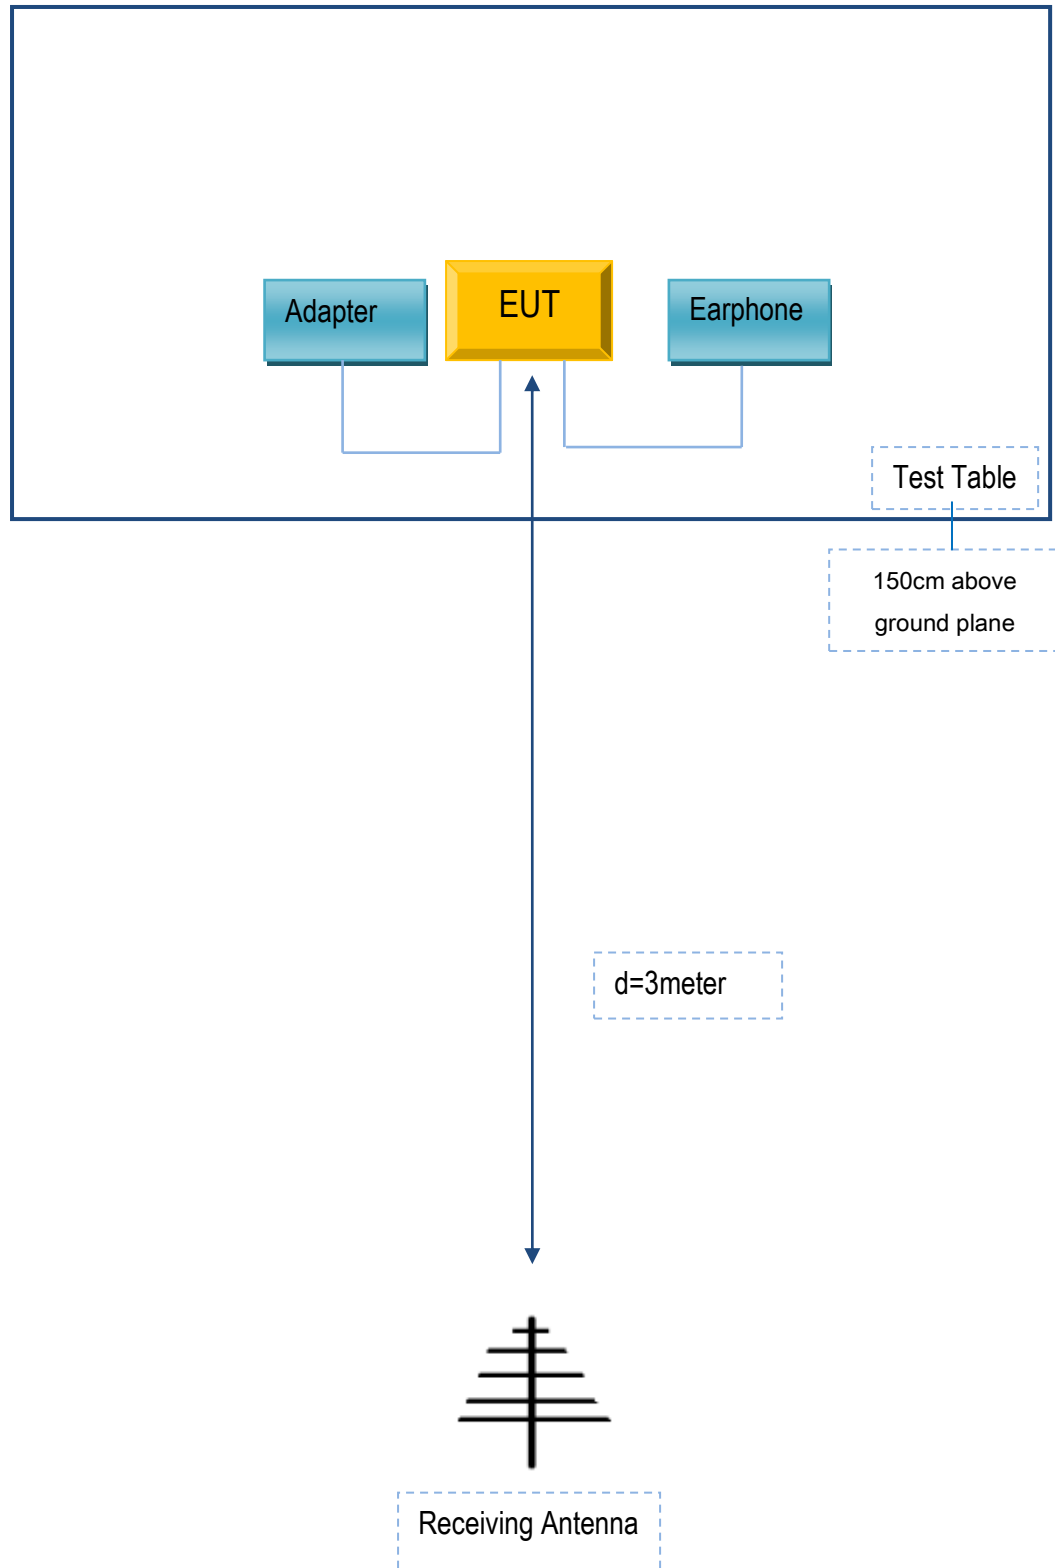 Adapter
EUT
Earphone
Test Table
150cm above
ground plane
d=3meter
Receiving Antenna